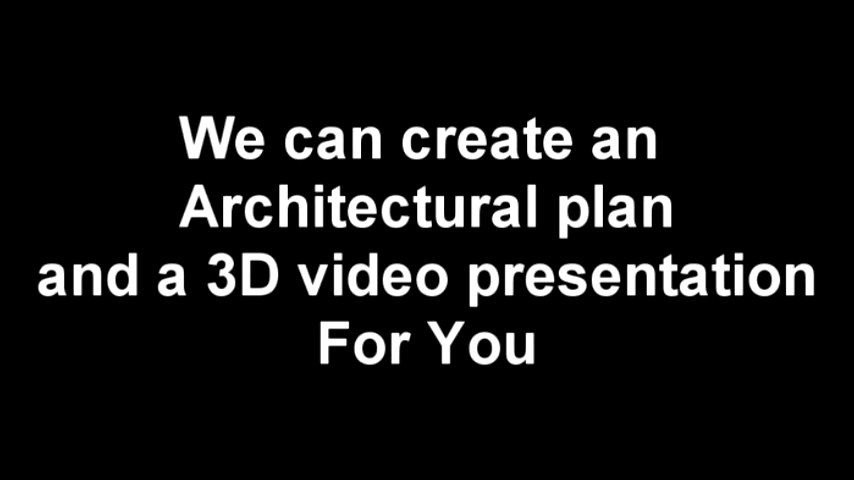 We can create an
Architectural plan
and a 3D video presentation
For You